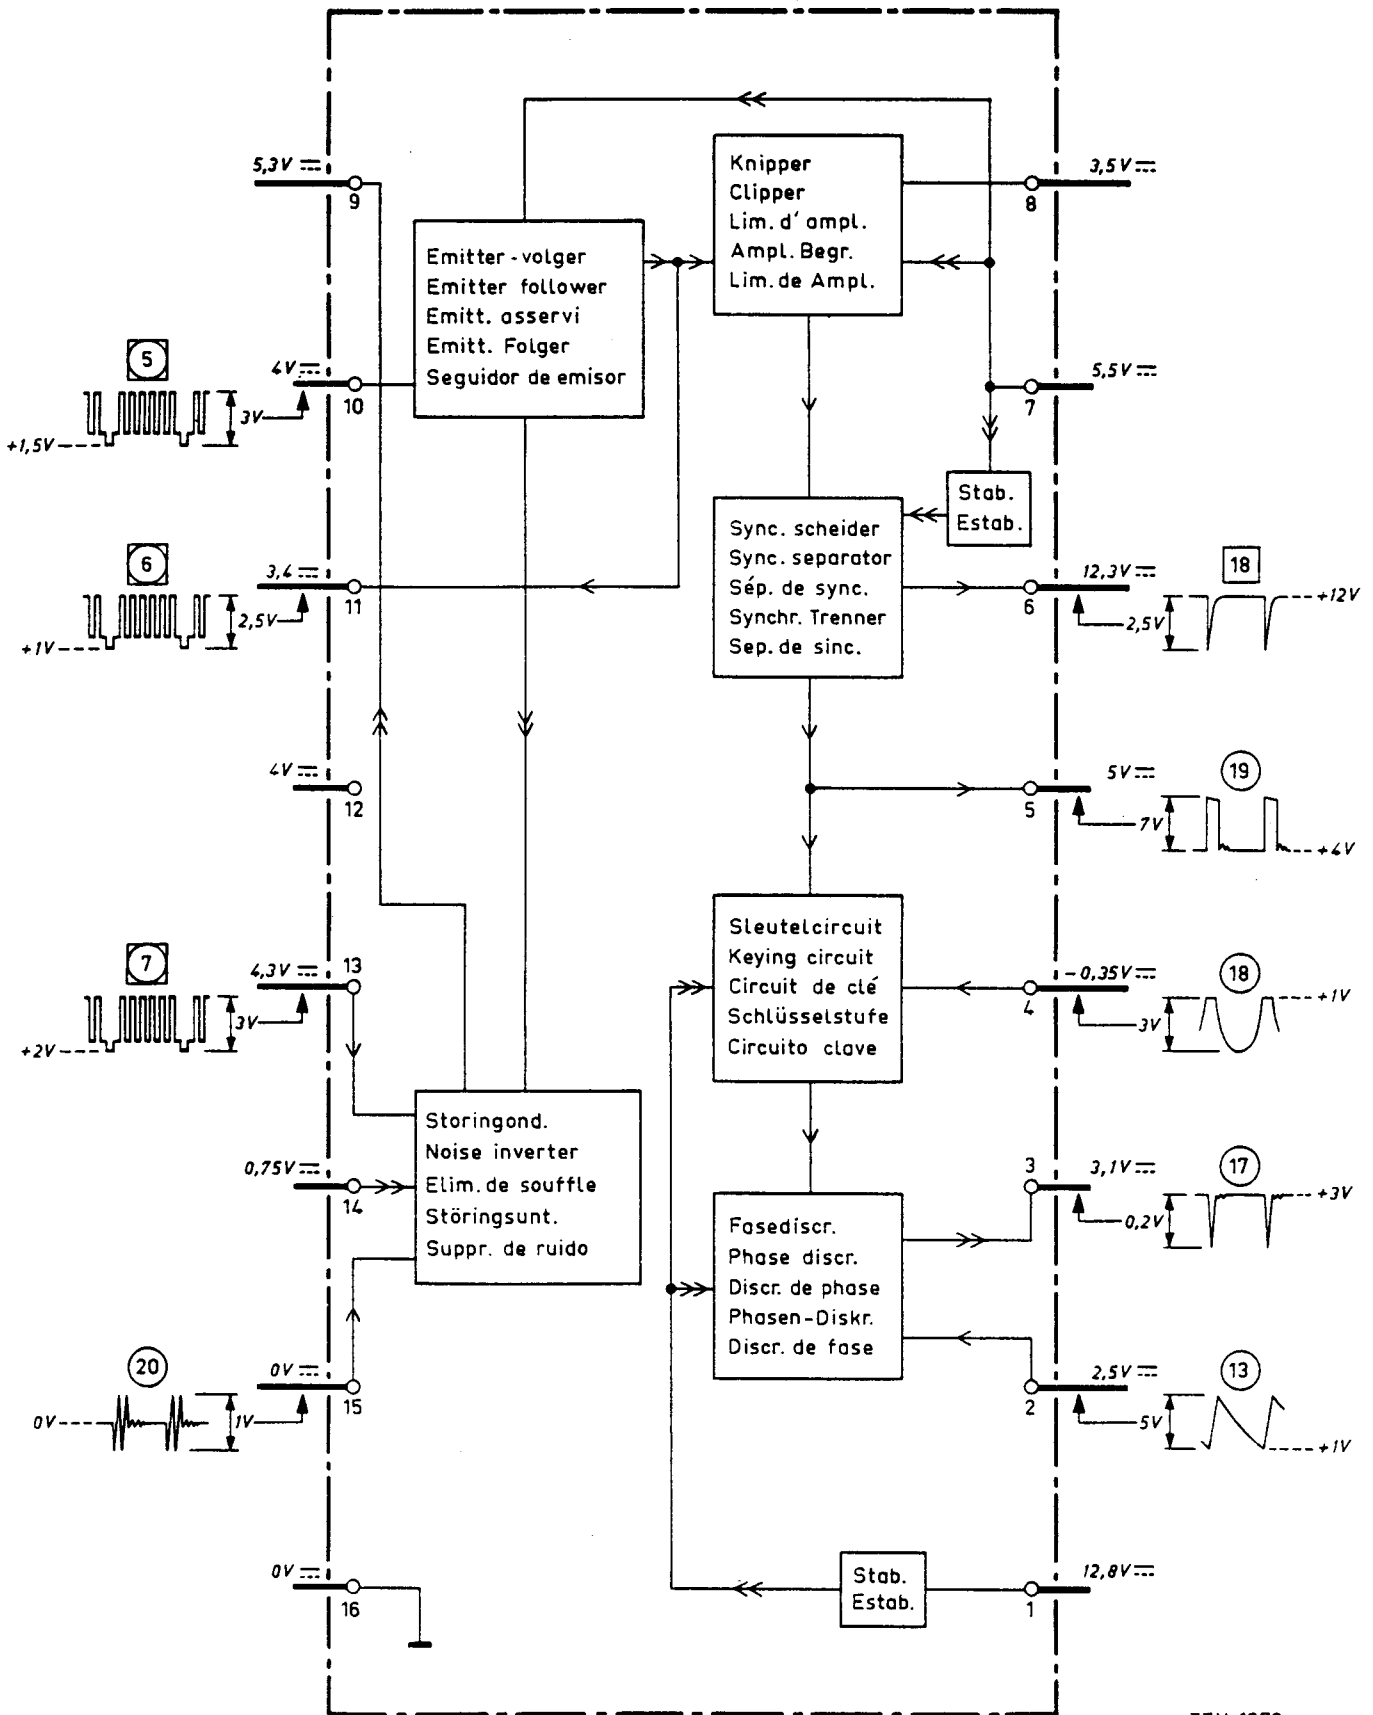 5,3V
9
Knipper
Clipper
Lim. d' ampl.
Ampl. Begr.
Lim. de Ampl.
3,5V
8
Emitter - volger
Emitter follower
Emitt. asservi
Emitt. Folger
Seguidor de emisor
5
4V
10
3V
+1,5V
5,5V
7
Stab.
Estab.
6
3,4
11
2,5V
+1V
Sync. scheider
Sync. separator
Sép. de sync.
Synchr. Trenner
Sep. de sinc.
12,3V
6
2,5V
18
+12V
4V
12
5V
5
7V
19
+4V
7
4,3V
13
3V
+2V
Sleutelcircuit
Keying circuit
Circuit de clé
Schlüsselstufe
Circuito clave
-0,35V
4
3V
18
+1V
Storingond.
Noise inverter
Elim. de souffle
Störingsunt.
Suppr. de ruido
0,75V
14
Fasediscr.
Phase discr.
Discr. de phase
Phasen-Diskr.
Discr. de fase
3
3,1V
0,2V
17
+3V
20
0V
15
0V
1V
2,5V
2
5V
13
+1V
0V
16
Stab.
Estab.
12,8V
1